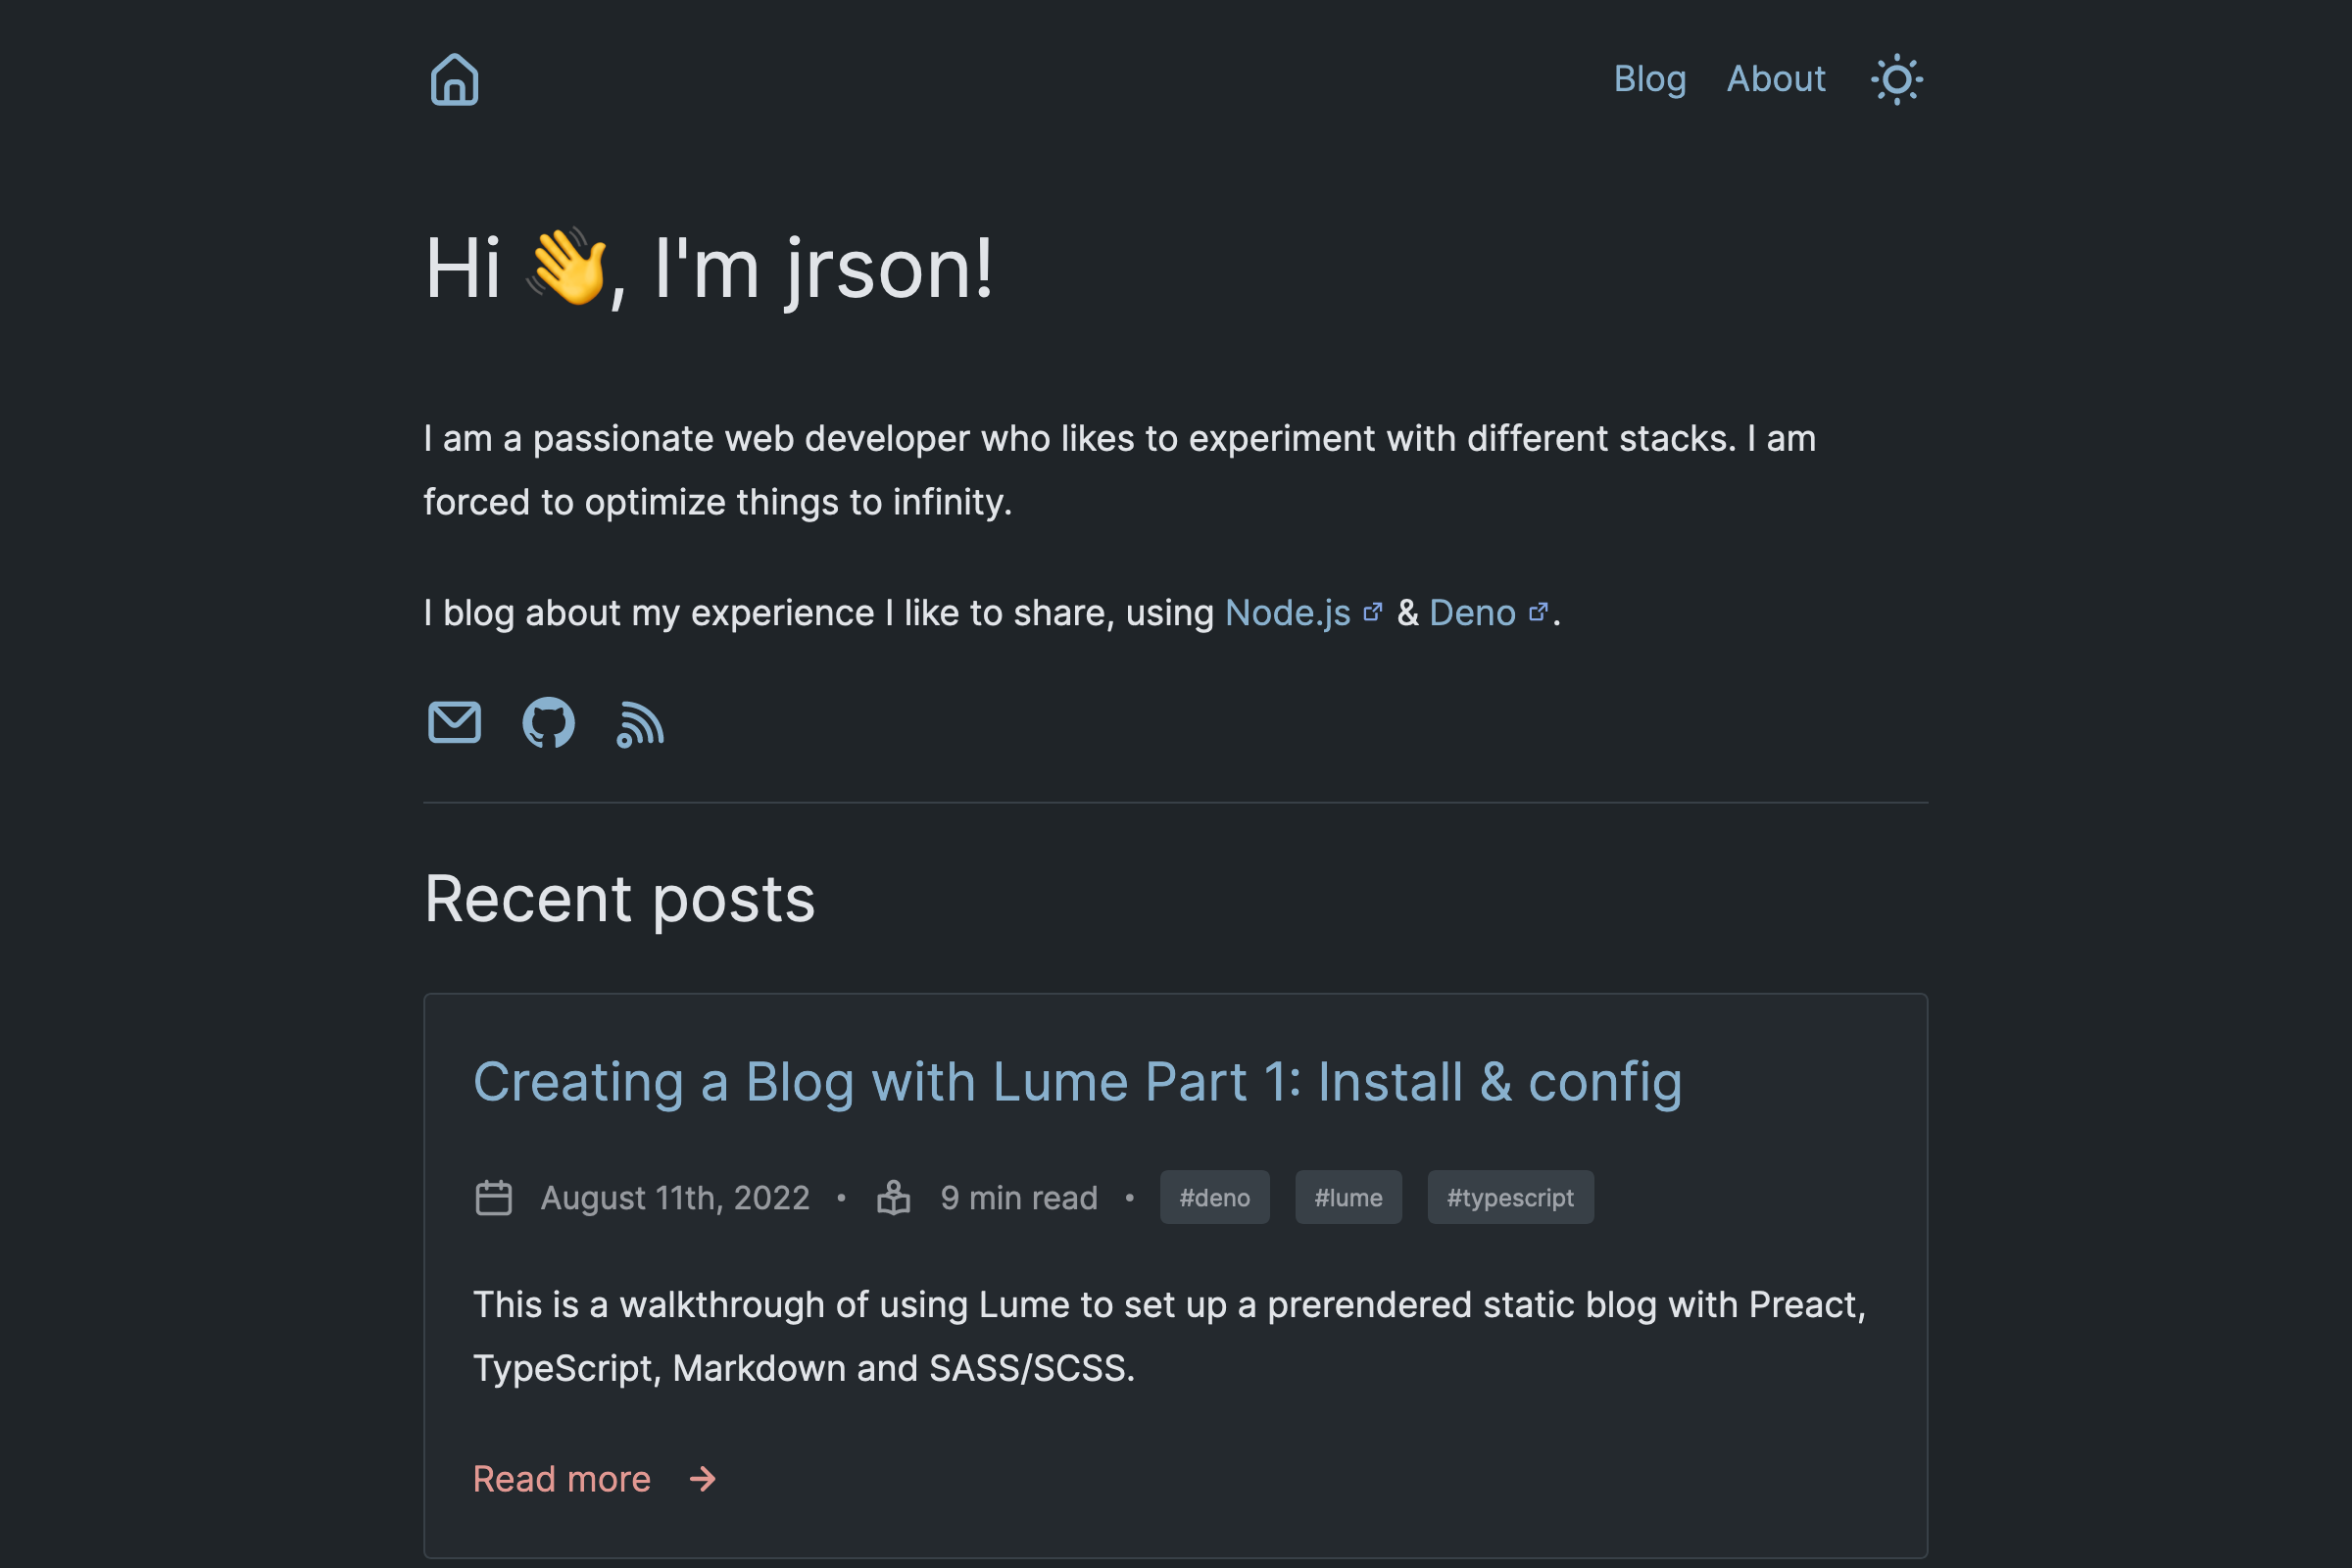 Blog About
Hi 👋, I'm jrson!
I am a passionate web developer who likes to experiment with different stacks. I am
forced to optimize things to infinity.
I blog about my experience I like to share, using Node.js & Deno.
Recent posts
Creating a Blog with Lume Part 1: Install & config
August 11th, 2022 • 9 min read • #deno #lume #typescript
This is a walkthrough of using Lume to set up a prerendered static blog with Preact,
TypeScript, Markdown and SASS/SCSS.
Read more →